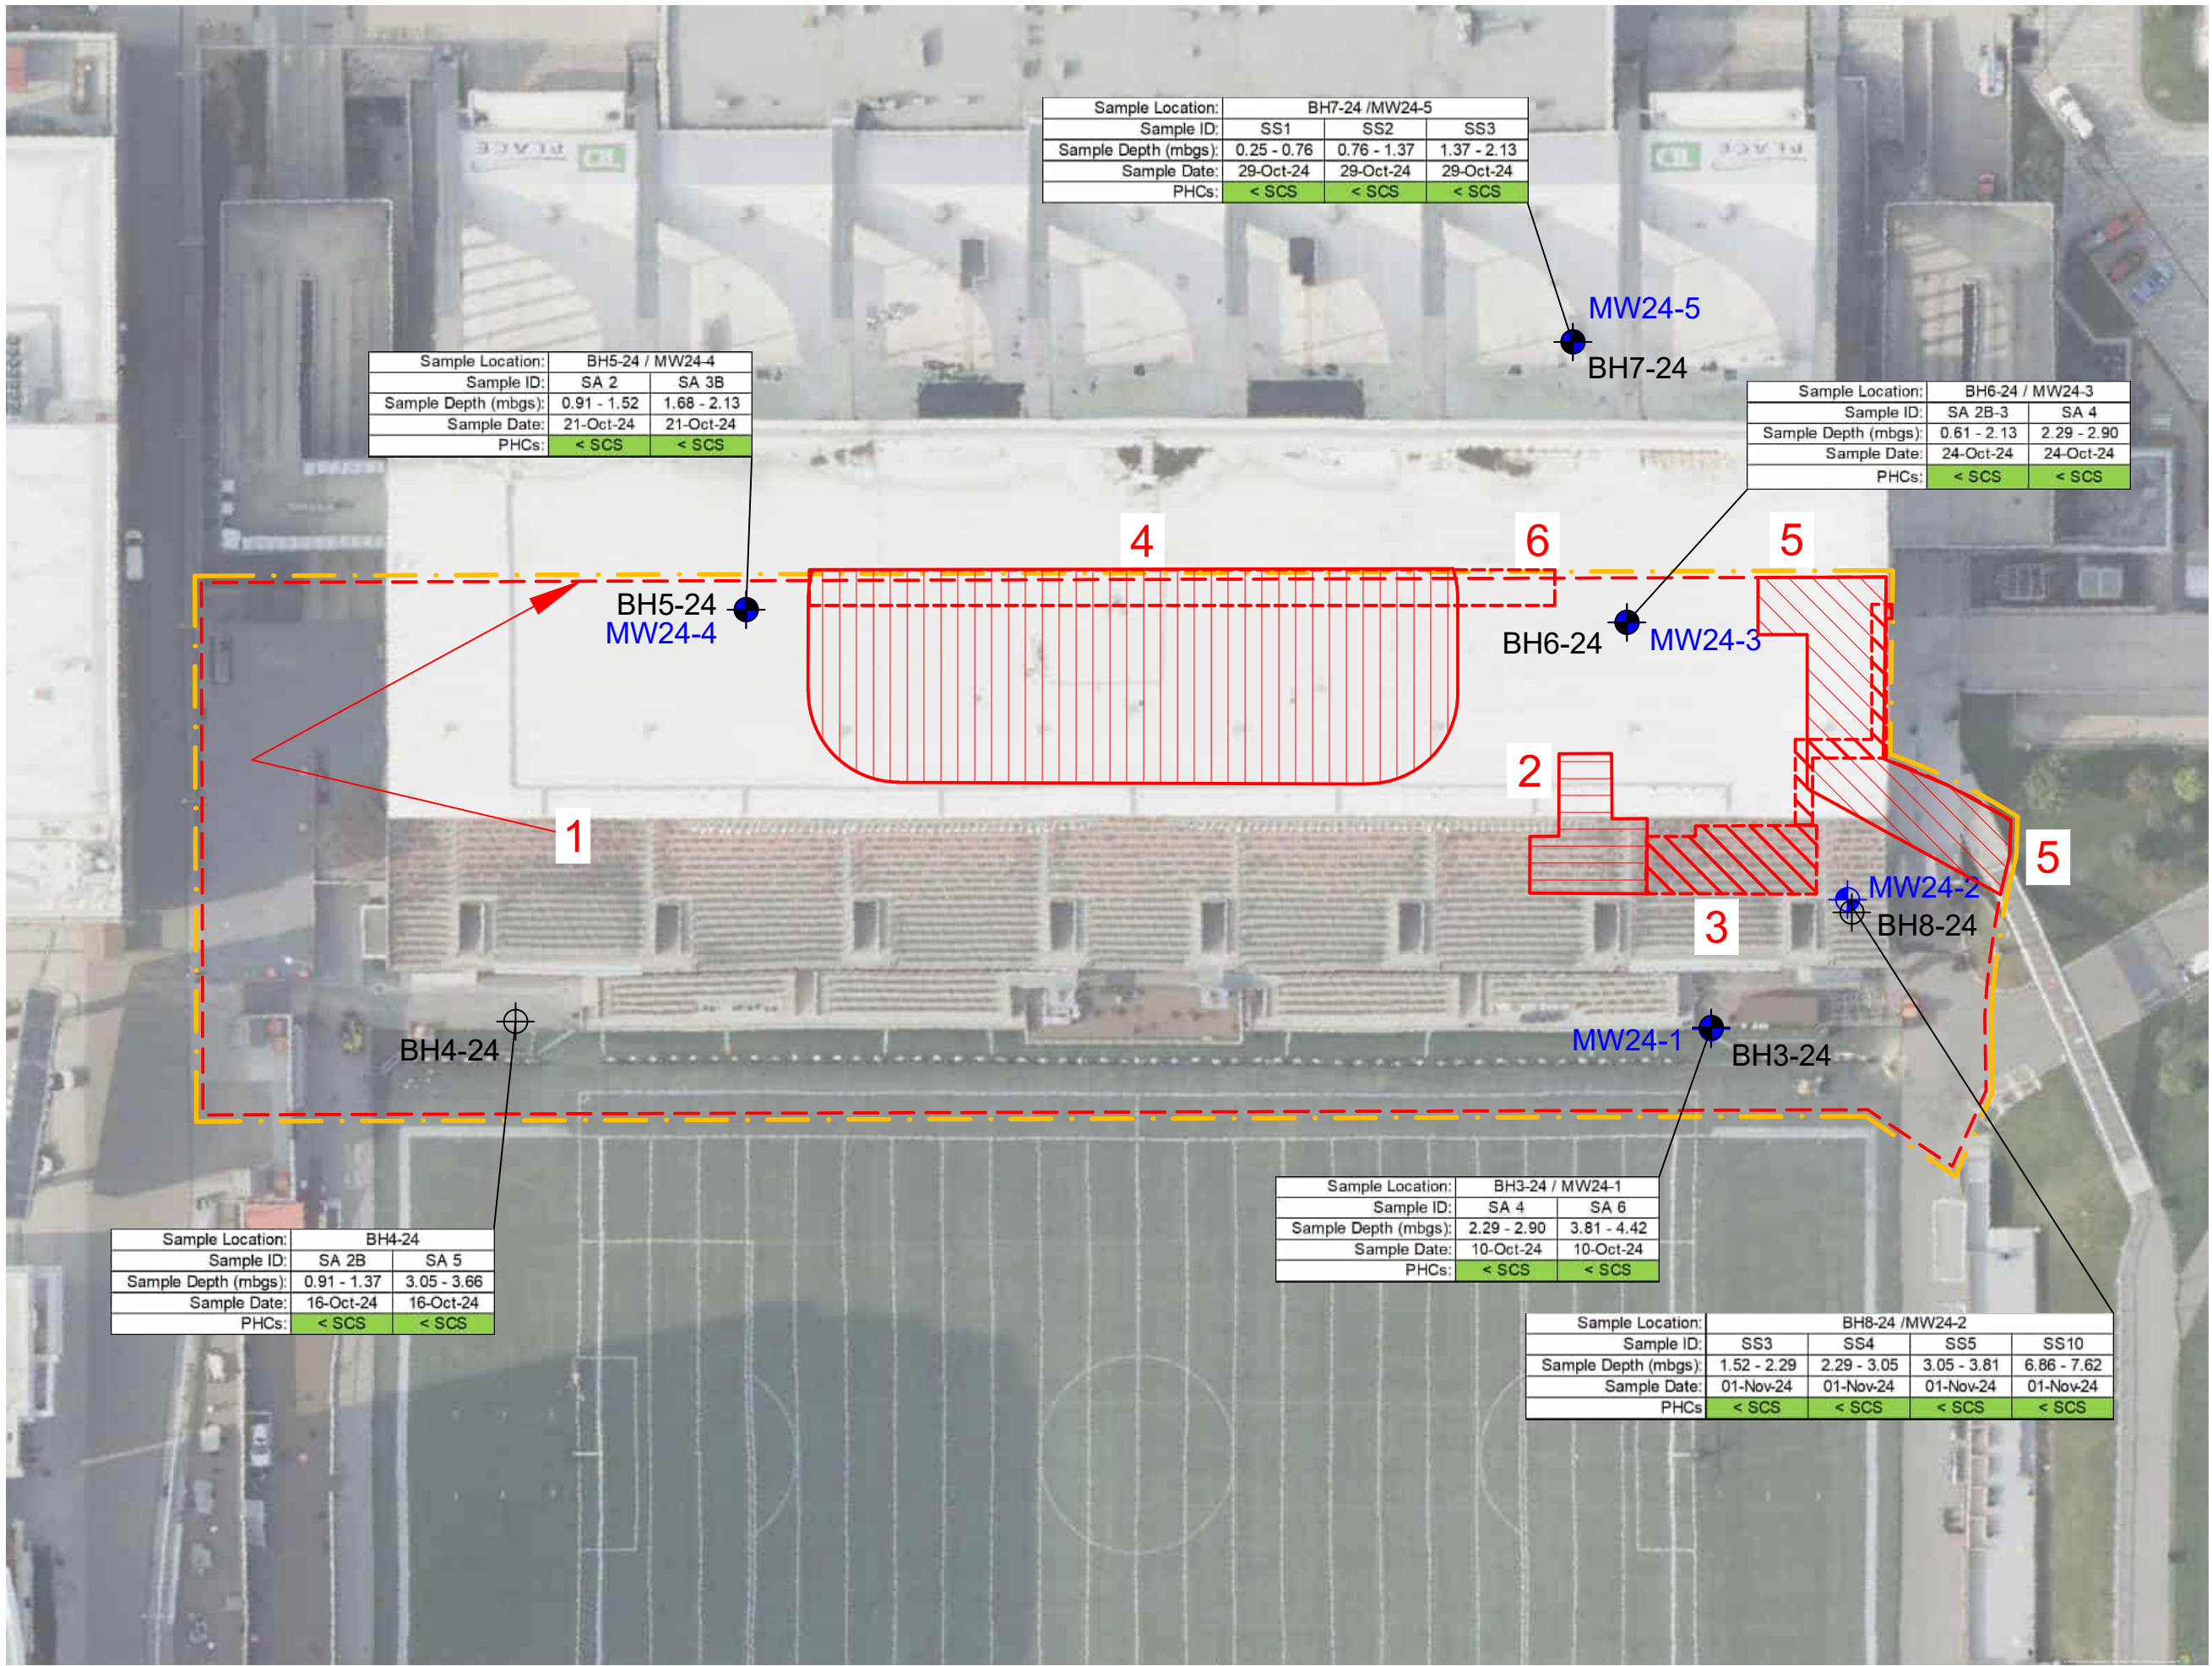 Sample Location: BH7-24 /MW24-5
Sample ID: SS1 SS2 SS3
Sample Depth (mbgs): 0.25 - 0.76 0.76 - 1.37 1.37 - 2.13
Sample Date: 29-Oct-24 29-Oct-24 29-Oct-24
PHCs: < SCS < SCS < SCS
TD PLACE
TD PLACE
MW24-5
BH7-24
Sample Location: BH5-24 / MW24-4
Sample ID: SA 2 SA 3B
Sample Depth (mbgs): 0.91 - 1.52 1.68 - 2.13
Sample Date: 21-Oct-24 21-Oct-24
PHCs: < SCS < SCS
Sample Location: BH6-24 / MW24-3
Sample ID: SA 2B-3 SA 4
Sample Depth (mbgs): 0.61 - 2.13 2.29 - 2.90
Sample Date: 24-Oct-24 24-Oct-24
PHCs: < SCS < SCS
4
6
5
BH5-24
MW24-4
BH6-24
MW24-3
2
1
5
3
MW24-2
BH8-24
BH4-24
MW24-1
BH3-24
Sample Location: BH3-24 / MW24-1
Sample ID: SA 4 SA 6
Sample Depth (mbgs): 2.29 - 2.90 3.81 - 4.42
Sample Date: 10-Oct-24 10-Oct-24
PHCs: < SCS < SCS
Sample Location: BH4-24
Sample ID: SA 2B SA 5
Sample Depth (mbgs): 0.91 - 1.37 3.05 - 3.66
Sample Date: 16-Oct-24 16-Oct-24
PHCs: < SCS < SCS
Sample Location: BH8-24 /MW24-2
Sample ID: SS3 SS4 SS5 SS10
Sample Depth (mbgs): 1.52 - 2.29 2.29 - 3.05 3.05 - 3.81 6.86 - 7.62
Sample Date: 01-Nov-24 01-Nov-24 01-Nov-24 01-Nov-24
PHCs < SCS < SCS < SCS < SCS